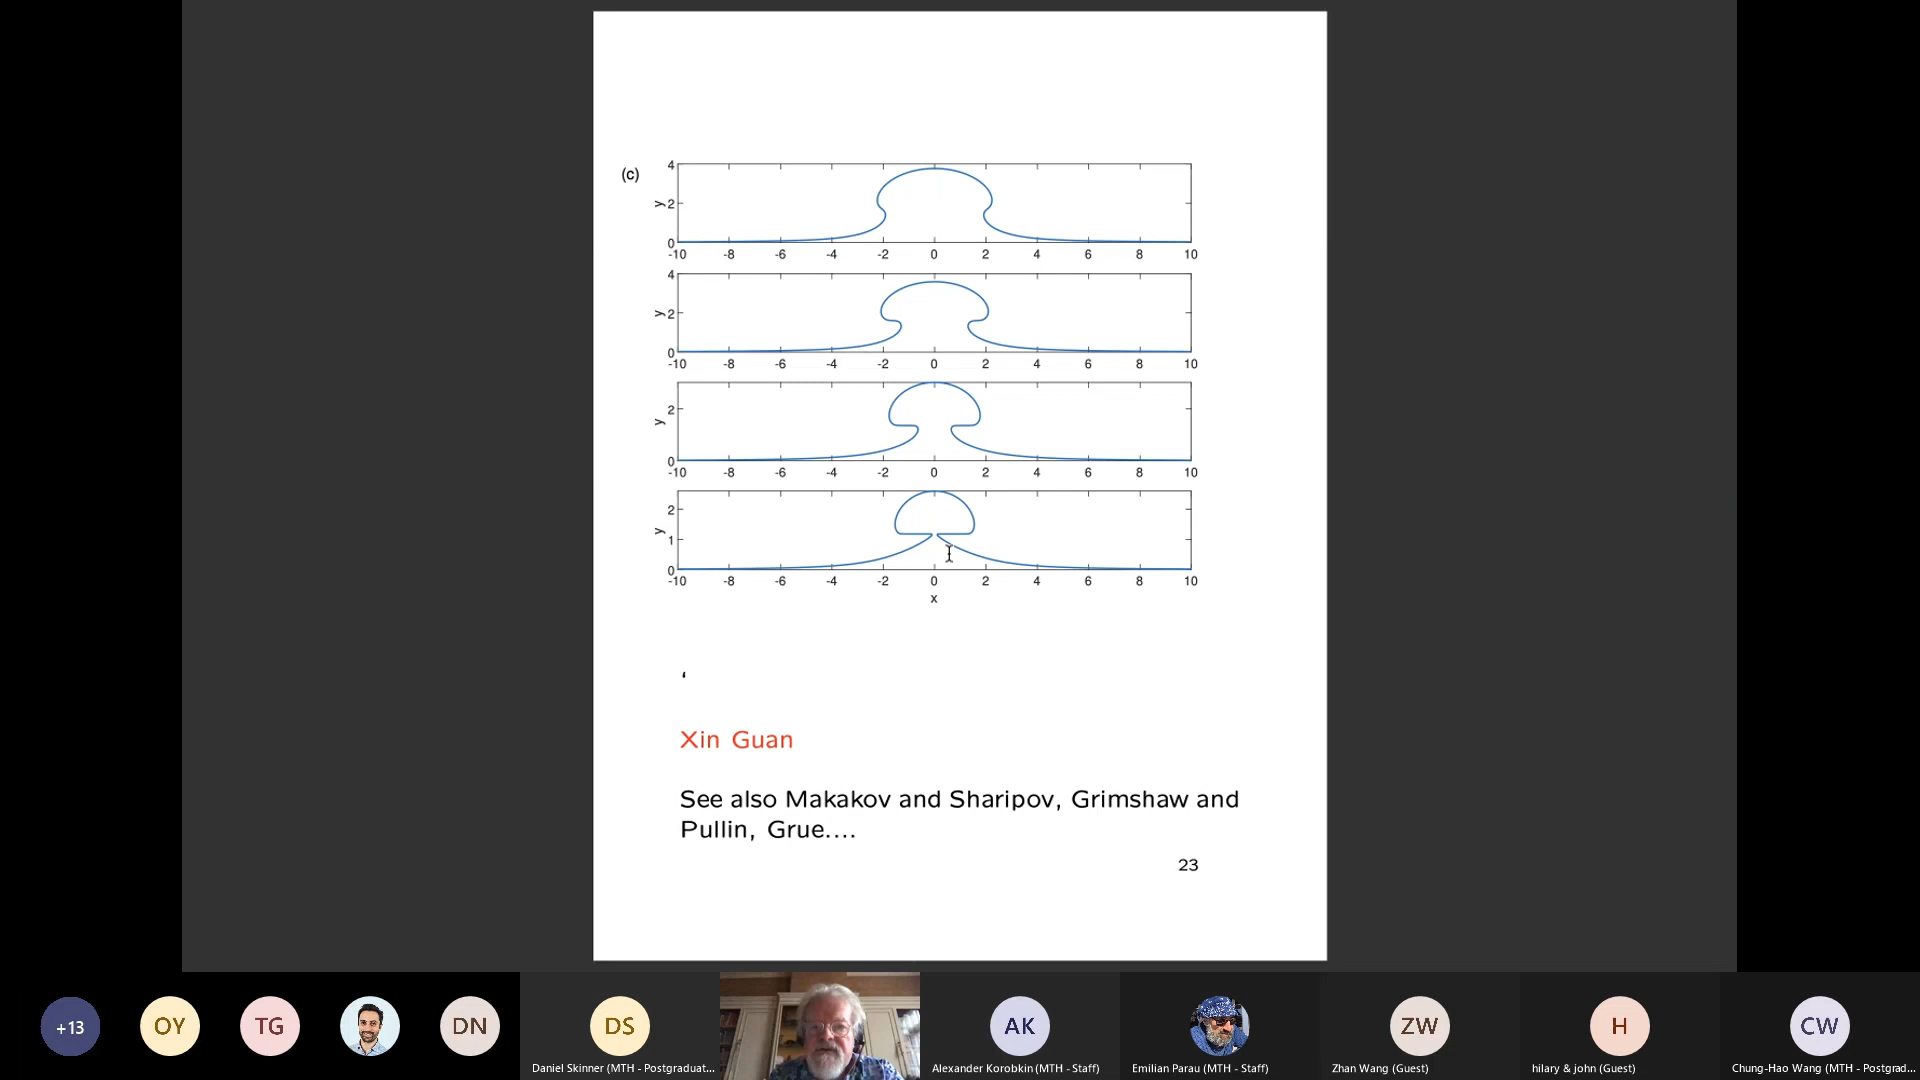 (c)
4
y
2
0
-10 -8 -6 -4 -2 0 2 4 6 8 10
4
y
2
0
-10 -8 -6 -4 -2 0 2 4 6 8 10
y
2
0
-10 -8 -6 -4 -2 0 2 4 6 8 10
y
2
1
0
-10 -8 -6 -4 -2 0 2 4 6 8 10
x
‘
Xin Guan
See also Makakov and Sharipov, Grimshaw and
Pullin, Grue....
23
+13 OY TG DN DS AK ZW H CW
Daniel Skinner (MTH - Postgraduat... Alexander Korobkin (MTH - Staff) Emilian Parau (MTH - Staff) Zhan Wang (Guest) hilary & john (Guest) Chung-Hao Wang (MTH - Postgrad...